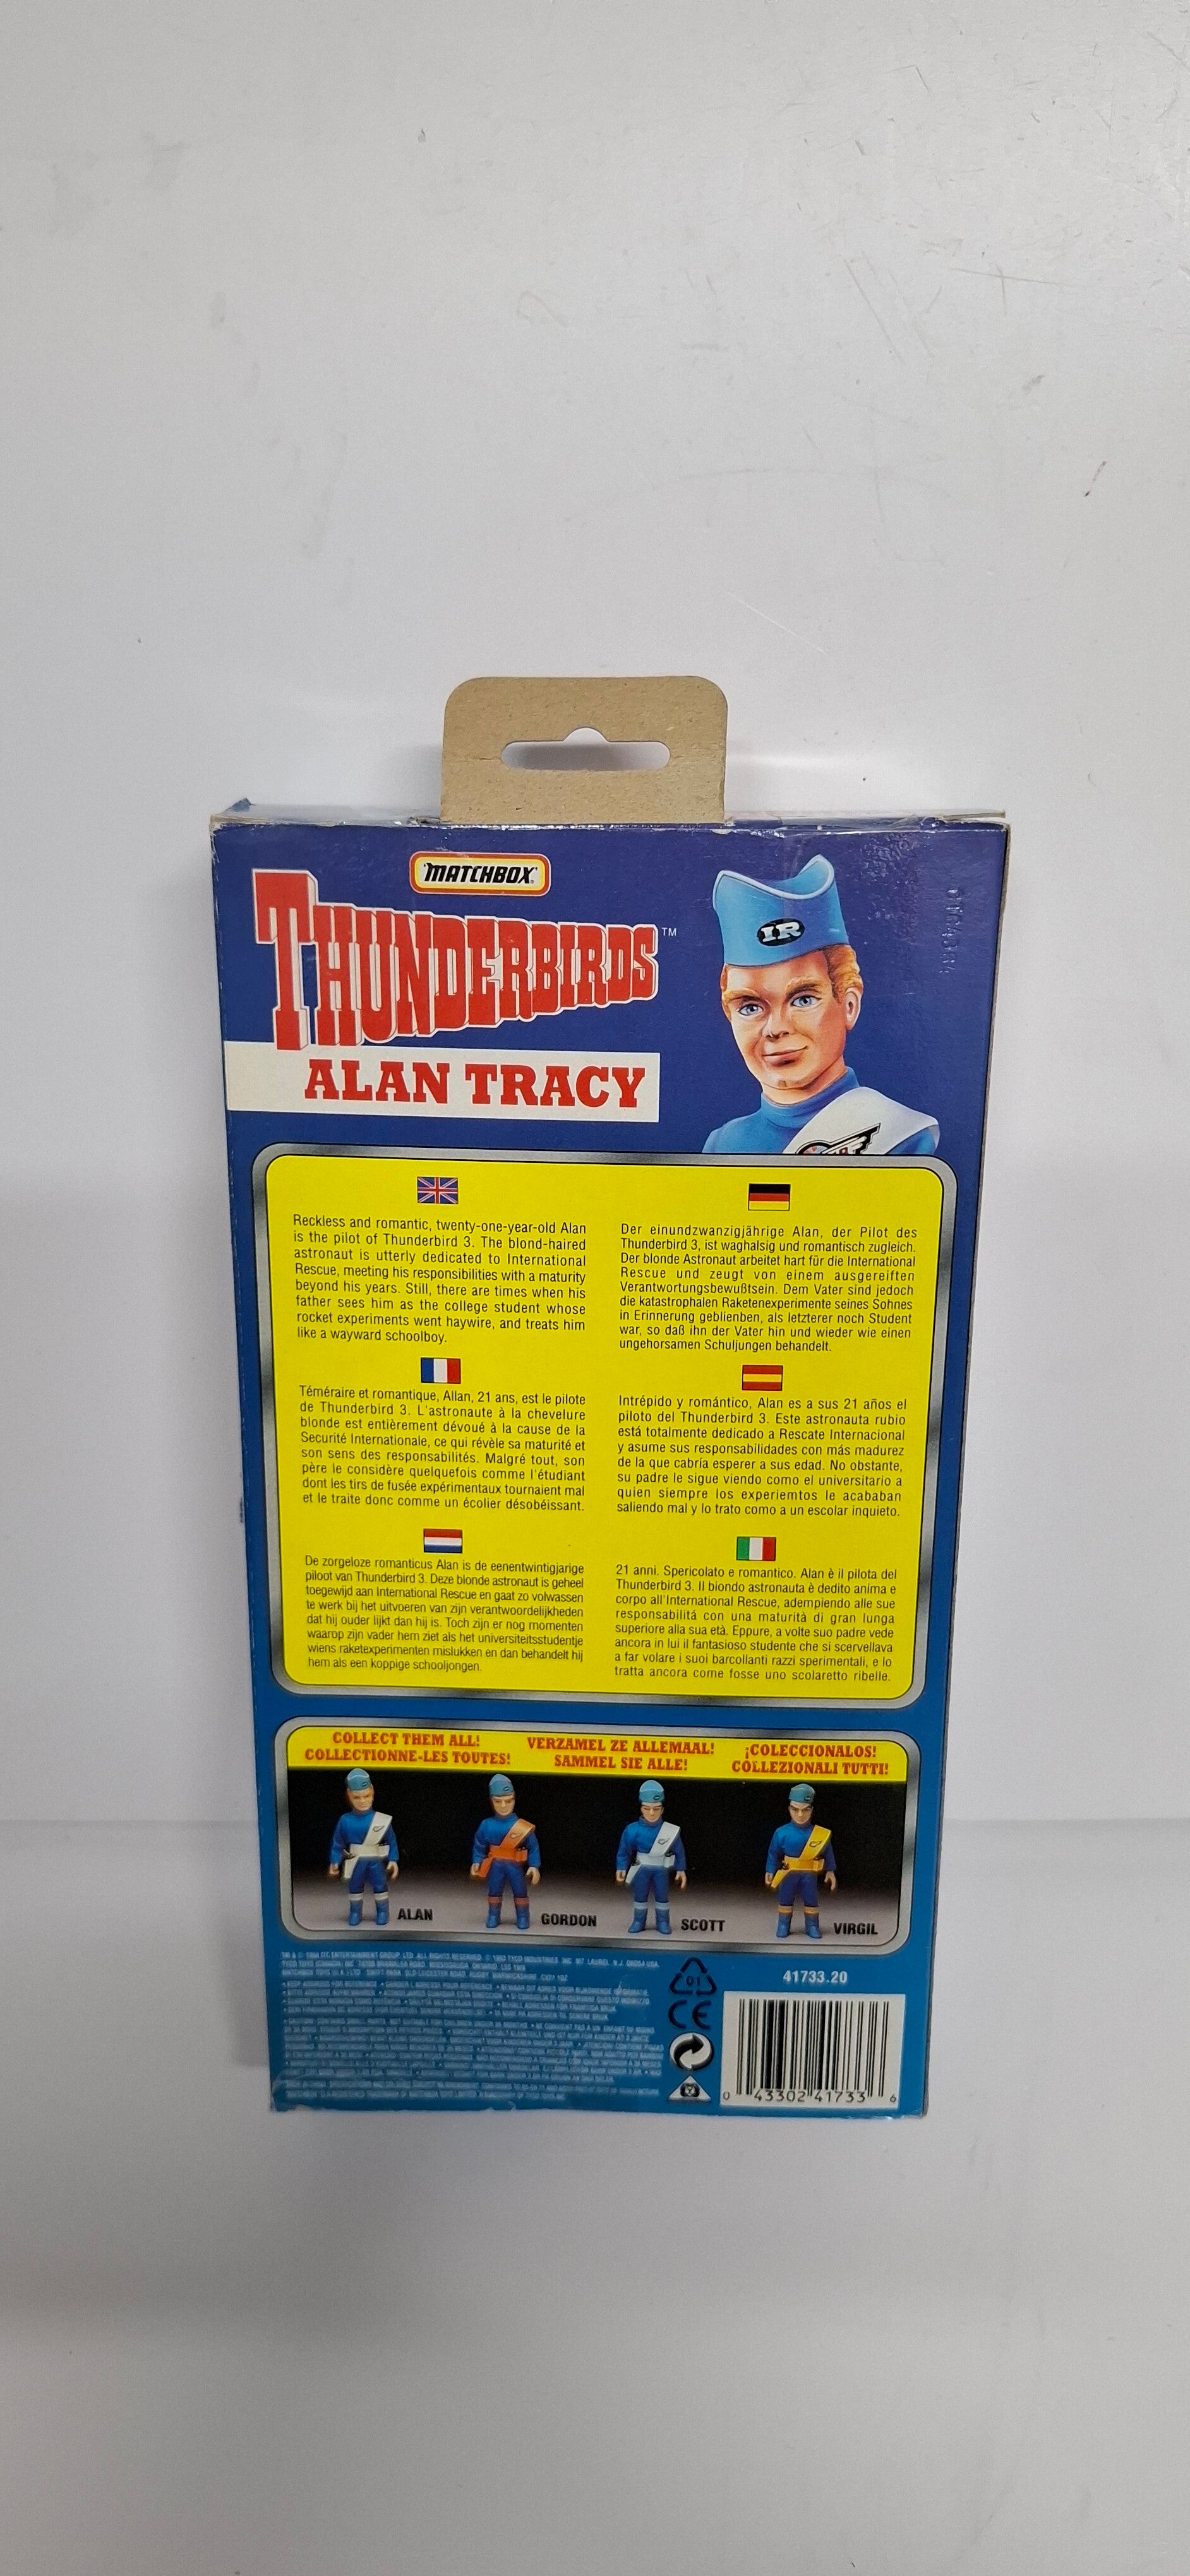 MATCHBOX
THUNDERBIRDS™
ALAN TRACY
IR
Reckless and romantic, twenty-one-year-old Alan
is the pilot of Thunderbird 3. The blond-haired
astronaut is utterly dedicated to International
Rescue, meeting his responsibilities with a maturity
beyond his years. Still, there are times when his
father sees him as the college student whose
rocket experiments went haywire, and treats him
like a wayward schoolboy.
Der einundzwanzigjährige Alan, der Pilot des
Thunderbird 3, ist waghalsig und romantisch zugleich.
Der blonde Astronaut arbeitet hart für die International
Rescue und zeugt von einem ausgereiften
Verantwortungsbewußtsein. Dem Vater sind jedoch
die katastrophalen Raketenexperimente seines Sohnes
in Erinnerung geblienben, als letzterer noch Student
war, so daß ihn der Vater hin und wieder wie einen
ungehorsamen Schuljungen behandelt.
Téméraire et romantique, Allan, 21 ans, est le pilote
de Thunderbird 3. L'astronaute à la chevelure
blonde est entièrement dévoué à la cause de la
Securité Internationale, ce qui révèle sa maturité et
son sens des responsabilités. Malgré tout, son
père le considère quelquefois comme l'étudiant
dont les tirs de fusée expérimentaux tournaient mal
et le traite donc comme un écolier désobéissant.
Intrépido y romántico, Alan es a sus 21 años el
piloto del Thunderbird 3. Este astronauta rubio
está totalmente dedicado a Rescate Internacional
y asume sus responsabilidades con más madurez
de la que cabría esperer a sus edad. No obstante,
su padre le sigue viendo como el universitario a
quien siempre los experiemtos le acababan
saliendo mal y lo trato como a un escolar inquieto.
De zorgeloze romanticus Alan is de eenentwintigjarige
piloot van Thunderbird 3. Deze blonde astronaut is geheel
toegewijd aan International Rescue en gaat zo volwassen
te werk bij het uitvoeren van zijn verantwoordelijkheden
dat hij ouder lijkt dan hij is. Toch zijn er nog momenten
waarop zijn vader hem ziet als het universiteitsstudentje
wiens raketexperimenten mislukken en dan behandelt hij
hem als een koppige schooljongen.
21 anni. Spericolato e romantico. Alan è il pilota del
Thunderbird 3. Il biondo astronauta è dedito anima e
corpo all'International Rescue, adempiendo alle sue
responsabilitá con una maturità di gran lunga
superiore alla sua età. Eppure, a volte suo padre vede
ancora in lui il fantasioso studente che si scervellava
a far volare i suoi barcollanti razzi sperimentali, e lo
tratta ancora come fosse uno scolaretto ribelle.
COLLECT THEM ALL!
COLLECTIONNE-LES TOUTES!
VERZAMEL ZE ALLEMAAL!
SAMMEL SIE ALLE!
¡COLECCIONALOS!
COLLEZIONALI TUTTI!
ALAN
GORDON
SCOTT
VIRGIL
01
CE
41733.20
0 43302 41733 6